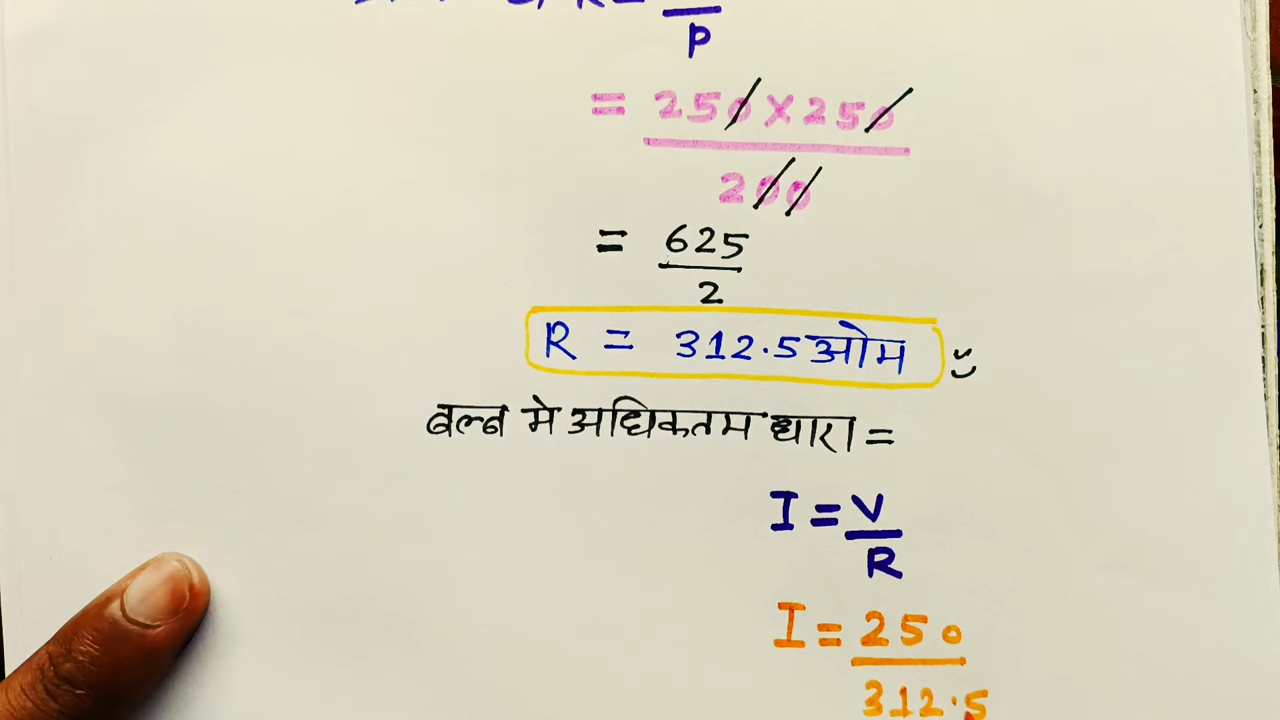 R =
P
= 250 X 250
200
= 625
2
R = 312.5 ओम
बल्ब मे अधिकतम धारा =
I = V
R
I = 250
312.5